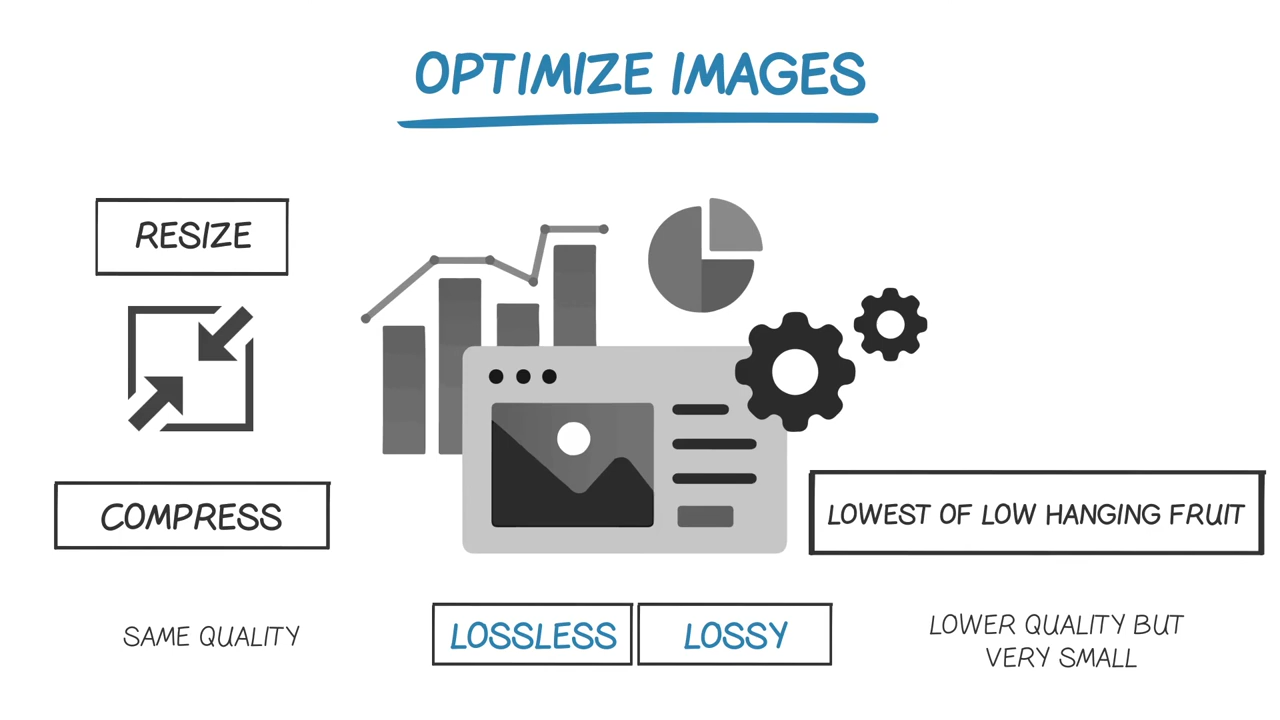 OPTIMIZE IMAGES
RESIZE
COMPRESS
LOWEST OF LOW HANGING FRUIT
SAME QUALITY
LOSSLESS
LOSSY
LOWER QUALITY BUT
VERY SMALL